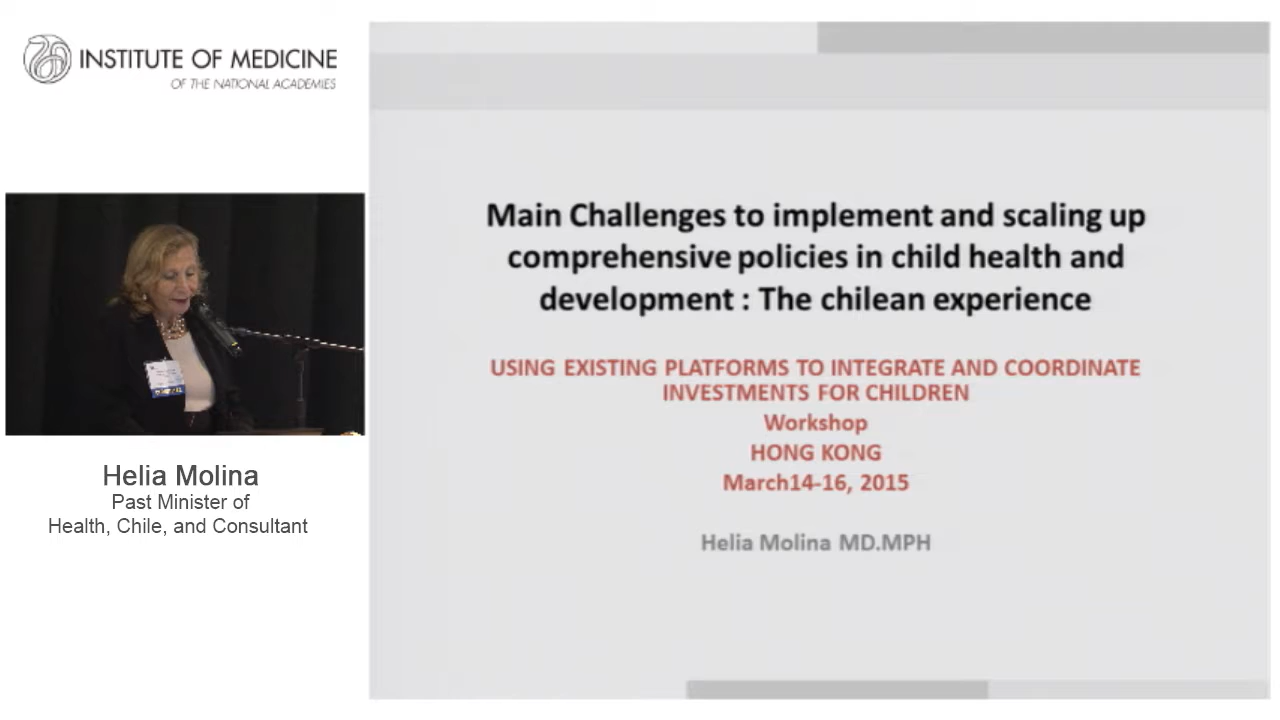 INSTITUTE OF MEDICINE
OF THE NATIONAL ACADEMIES
Helia Molina
Past Minister of
Health, Chile, and Consultant
Main Challenges to implement and scaling up
comprehensive policies in child health and
development : The chilean experience
USING EXISTING PLATFORMS TO INTEGRATE AND COORDINATE
INVESTMENTS FOR CHILDREN
Workshop
HONG KONG
March14-16, 2015
Helia Molina MD.MPH